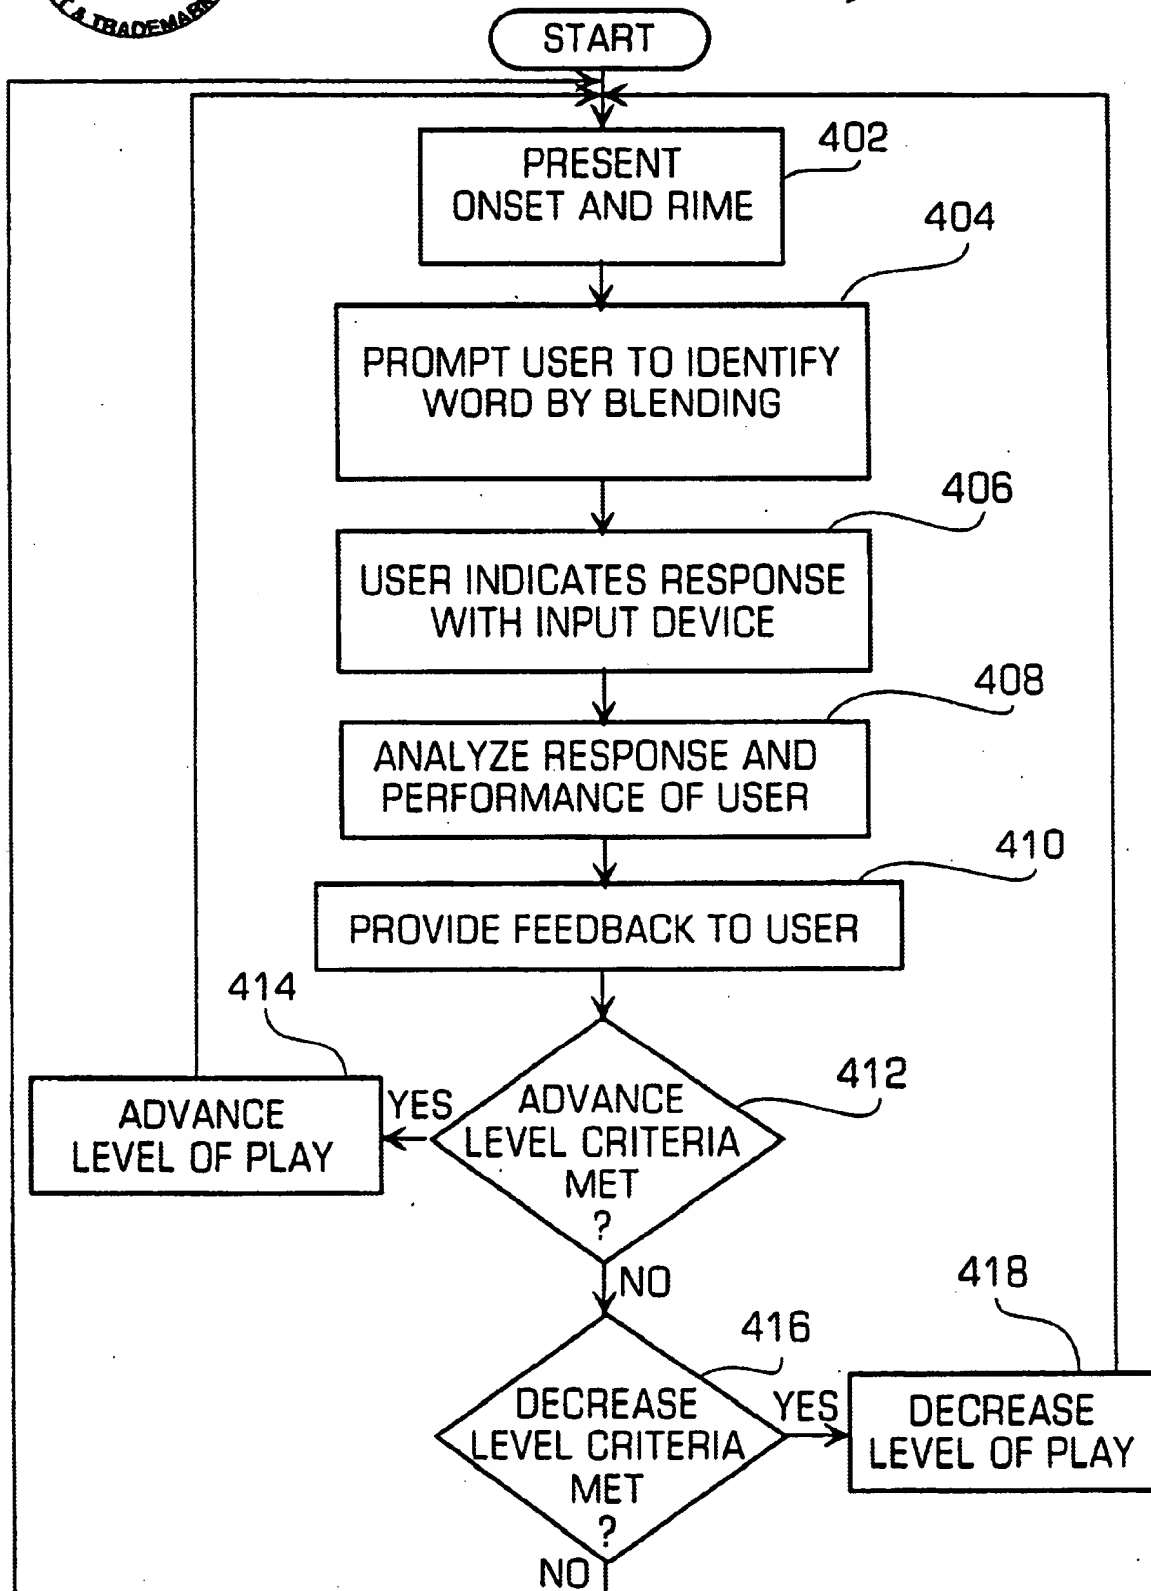 & TRADEMARK
START
402
PRESENT
ONSET AND RIME
404
PROMPT USER TO IDENTIFY
WORD BY BLENDING
406
USER INDICATES RESPONSE
WITH INPUT DEVICE
408
ANALYZE RESPONSE AND
PERFORMANCE OF USER
410
PROVIDE FEEDBACK TO USER
414
412
ADVANCE
LEVEL OF PLAY
YES
ADVANCE
LEVEL CRITERIA
MET
?
NO
418
416
DECREASE
LEVEL CRITERIA
MET
?
YES
DECREASE
LEVEL OF PLAY
NO